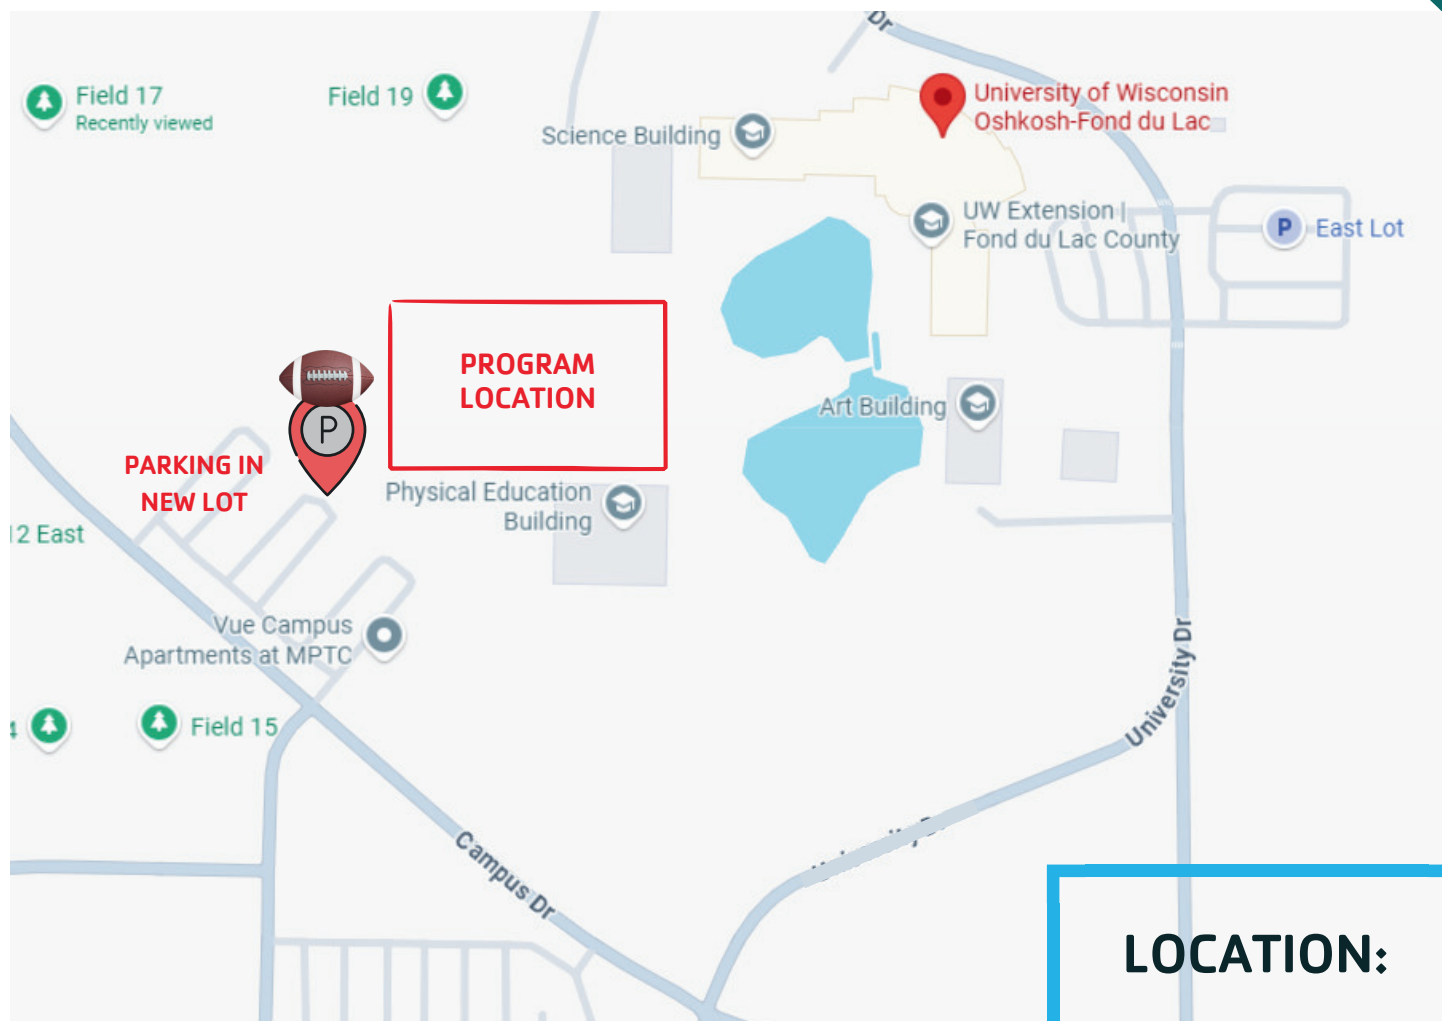 Dr
Field 17
Recently viewed
Field 19
Science Building
University of Wisconsin
Oshkosh-Fond du Lac
UW Extension |
Fond du Lac County
P
East Lot
PROGRAM
LOCATION
P
Art Building
PARKING IN
NEW LOT
Physical Education
Building
12 East
Vue Campus
Apartments at MPTC
University Dr
4
Field 15
Campus Dr
LOCATION: